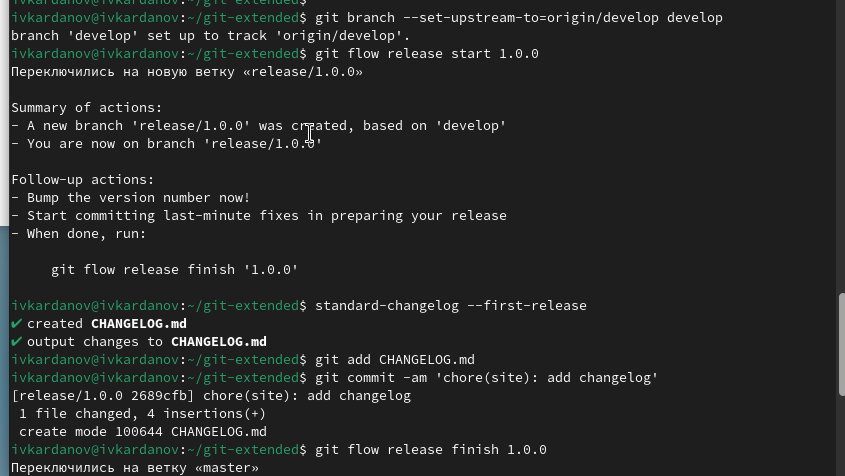 ivkardanov@ivkardanov:~/git-extended$
ivkardanov@ivkardanov:~/git-extended$ git branch --set-upstream-to=origin/develop develop
branch 'develop' set up to track 'origin/develop'.
ivkardanov@ivkardanov:~/git-extended$ git flow release start 1.0.0
Переключились на новую ветку «release/1.0.0»
Summary of actions:
- A new branch 'release/1.0.0' was created, based on 'develop'
- You are now on branch 'release/1.0.0'
Follow-up actions:
- Bump the version number now!
- Start committing last-minute fixes in preparing your release
- When done, run:
git flow release finish '1.0.0'
ivkardanov@ivkardanov:~/git-extended$ standard-changelog --first-release
✔ created CHANGELOG.md
✔ output changes to CHANGELOG.md
ivkardanov@ivkardanov:~/git-extended$ git add CHANGELOG.md
ivkardanov@ivkardanov:~/git-extended$ git commit -am 'chore(site): add changelog'
[release/1.0.0 2689cfb] chore(site): add changelog
1 file changed, 4 insertions(+)
create mode 100644 CHANGELOG.md
ivkardanov@ivkardanov:~/git-extended$ git flow release finish 1.0.0
Переключились на ветку «master»